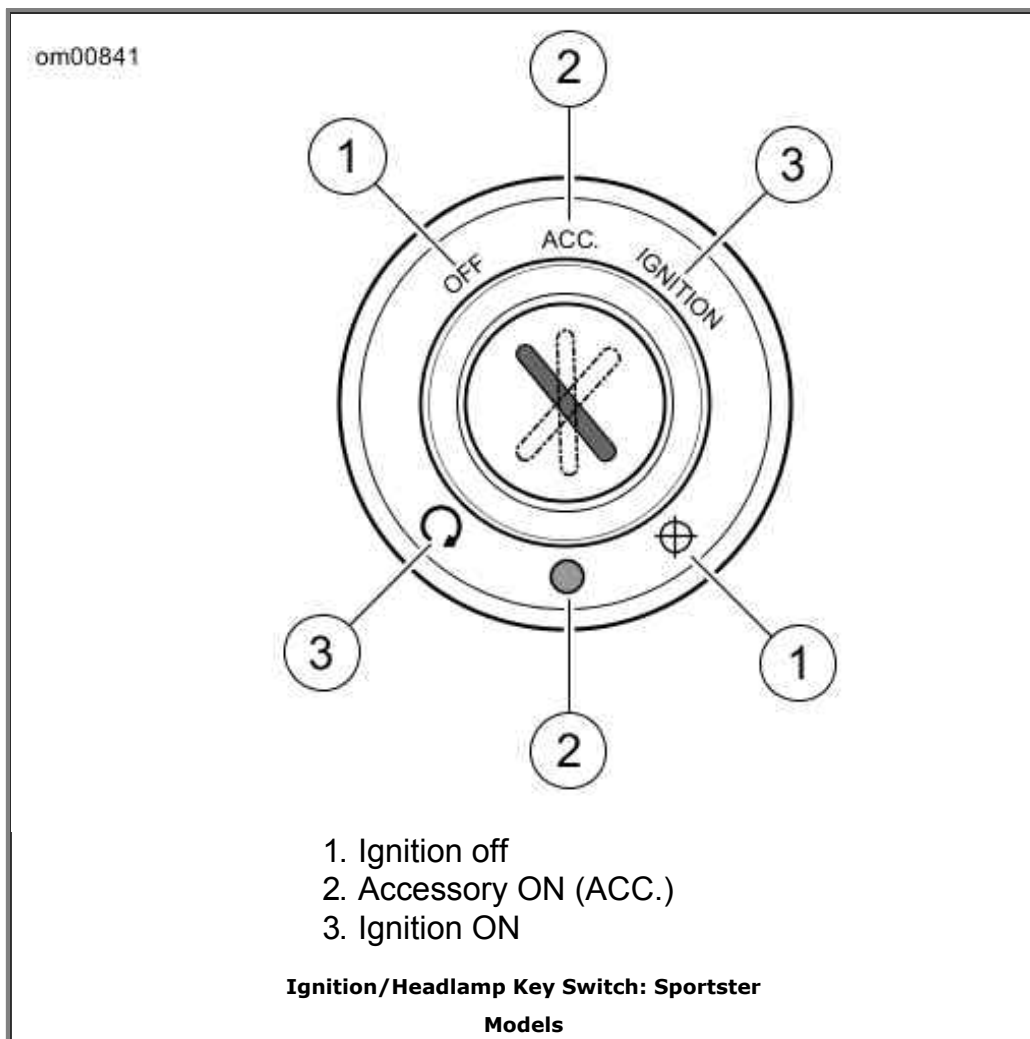 om00841
2
1
3
ACC.
OFF
IGNITION
3
1
2
1. Ignition off
2. Accessory ON (ACC.)
3. Ignition ON
Ignition/Headlamp Key Switch: Sportster
Models